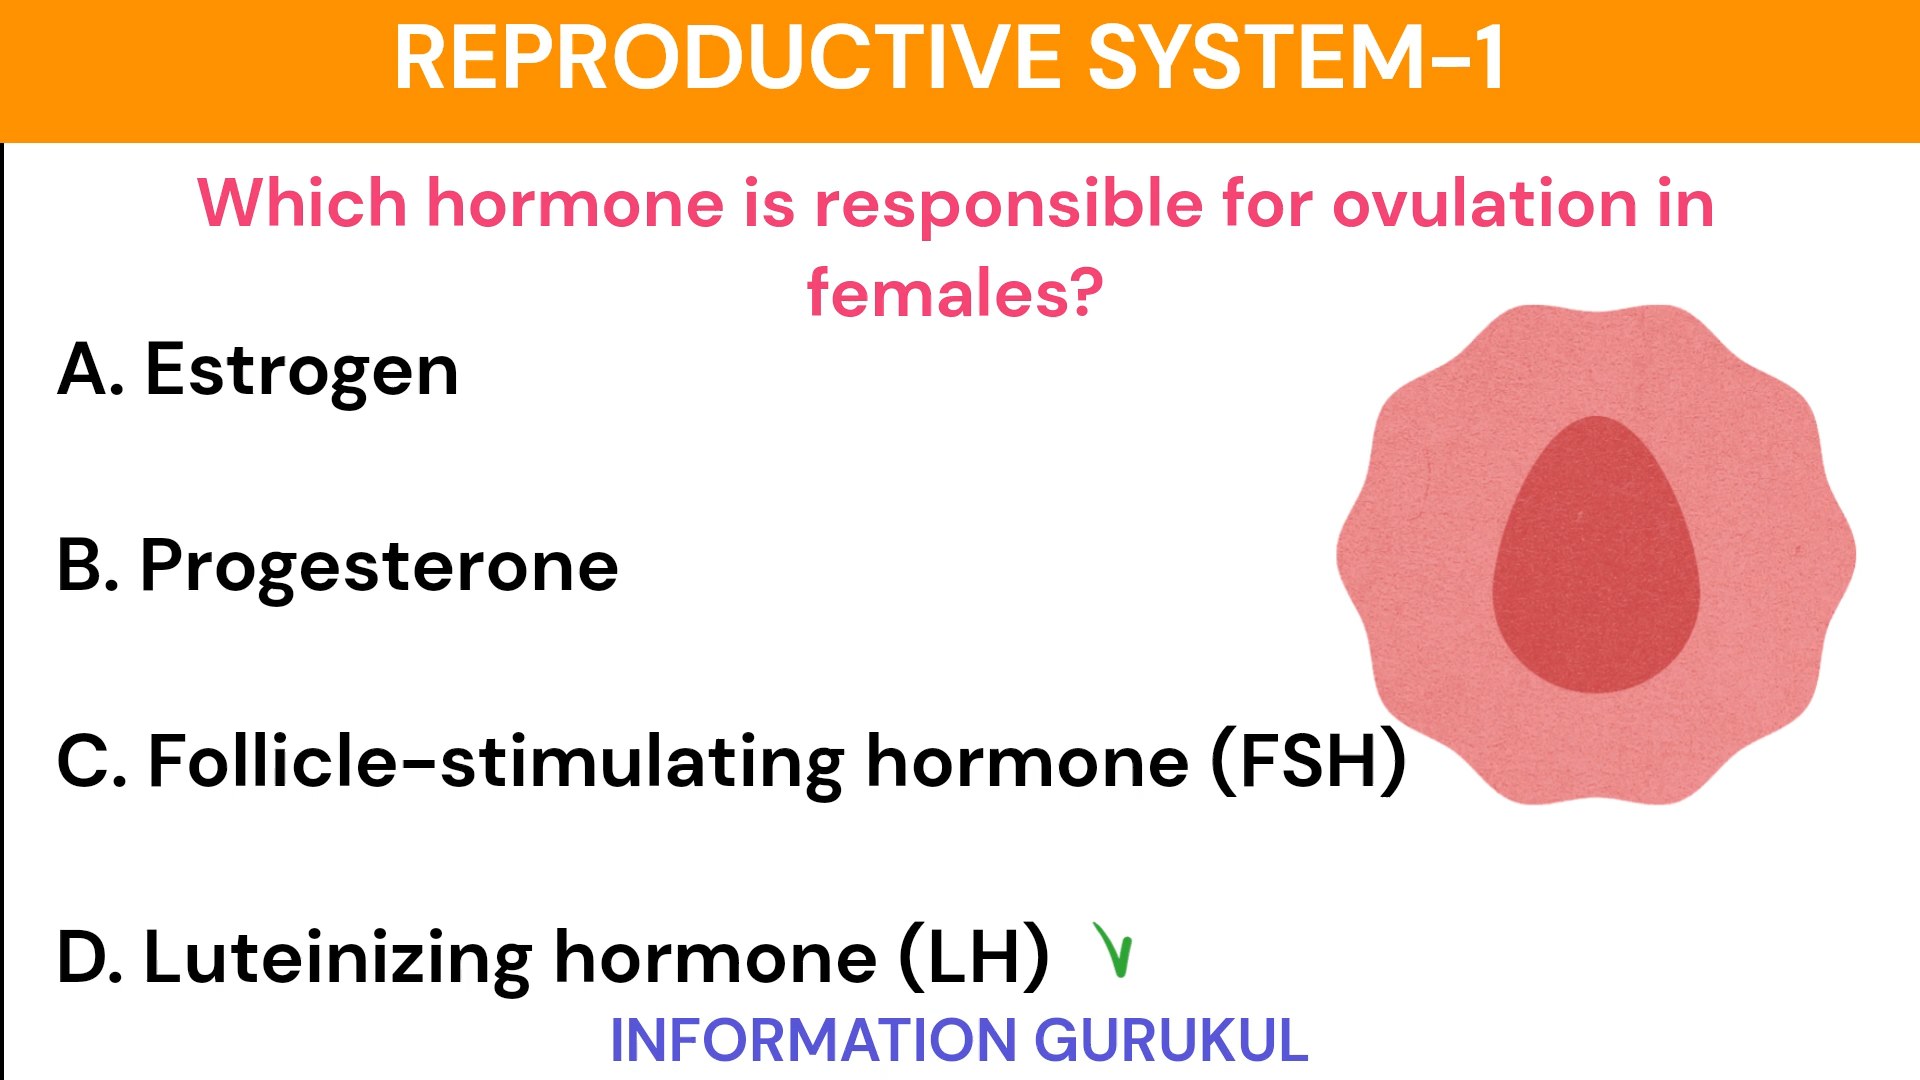 REPRODUCTIVE SYSTEM-1
Which hormone is responsible for ovulation in
females?
A. Estrogen
B. Progesterone
C. Follicle-stimulating hormone (FSH)
D. Luteinizing hormone (LH)
INFORMATION GURUKUL